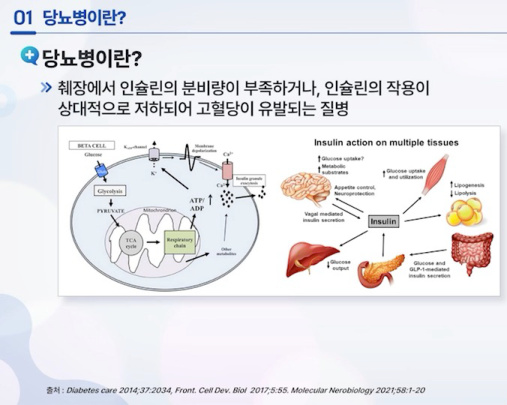 01 당뇨병이란?
당뇨병이란?
췌장에서 인슐린의 분비량이 부족하거나, 인슐린의 작용이
상대적으로 저하되어 고혈당이 유발되는 질병
BETA CELL
Glucose
Glycolysis
PYRUVATE
Mitochondrion
TCA
cycle
Respiratory
chain
ATP/
ADP
channel
K+
Membrane
depolarization
Ca2+
Ca2+
Insulin granule
exocytosis
Other
metabolites
Insulin action on multiple tissues
Glucose uptake?
Metabolic
substrates
Appetite control,
Neuroprotection
Vagal mediated
insulin secretion
Glucose uptake
and utilization
Lipogenesis
Lipolysis
Insulin
Glucose
output
Glucose and
GLP-1-mediated
insulin secretion
출처 : Diabetes care 2014;37:2034, Front. Cell Dev. Biol 2017;5:55. Molecular Nerobiology 2021;58:1-20